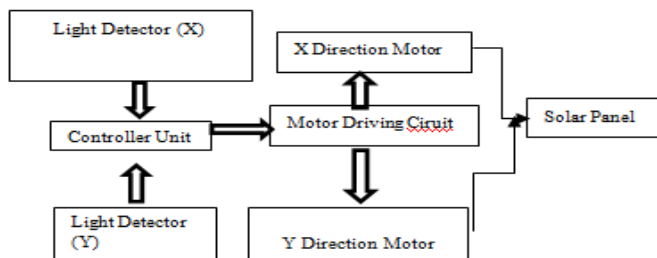 Light Detector (X)
X Direction Motor
Solar Panel
Controller Unit
Motor Driving Ciruit
Light Detector
(Y)
Y Direction Motor